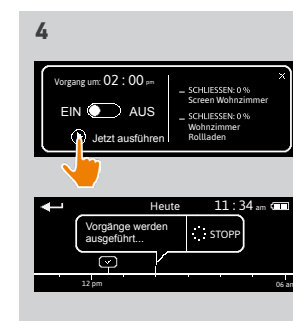 4
Vorgang um: 02 : 00 pm
EIN AUS
Jetzt ausführen
SCHLIESSEN: 0 %
Screen Wohnzimmer
SCHLIESSEN: 0 %
Wohnzimmer
Rollladen
Heute 11 : 34 am
Vorgänge werden
ausgeführt...
STOPP
12 pm 06 am